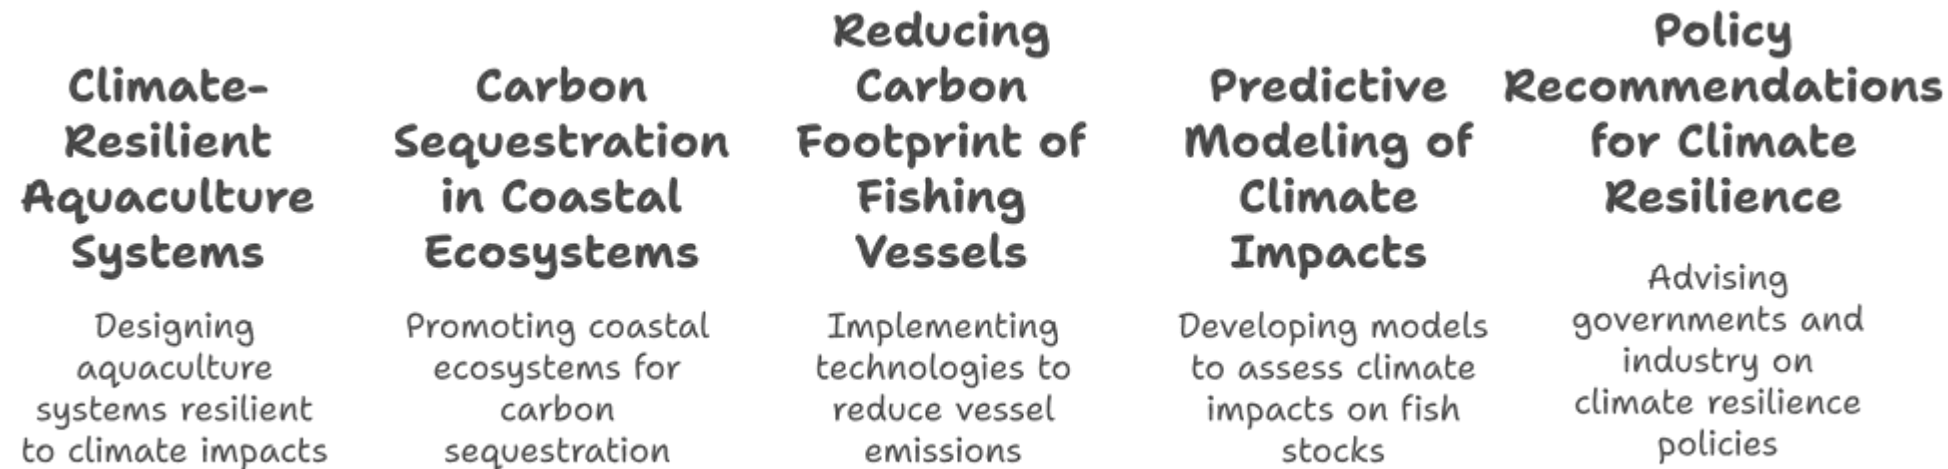 Climate-
Resilient
Aquaculture
Systems
Designing
aquaculture
systems resilient
to climate impacts
Carbon
Sequestration
in Coastal
Ecosystems
Promoting coastal
ecosystems for
carbon
sequestration
Reducing
Carbon
Footprint of
Fishing
Vessels
Implementing
technologies to
reduce vessel
emissions
Predictive
Modeling of
Climate
Impacts
Developing models
to assess climate
impacts on fish
stocks
Policy
Recommendations
for Climate
Resilience
Advising
governments and
industry on
climate resilience
policies